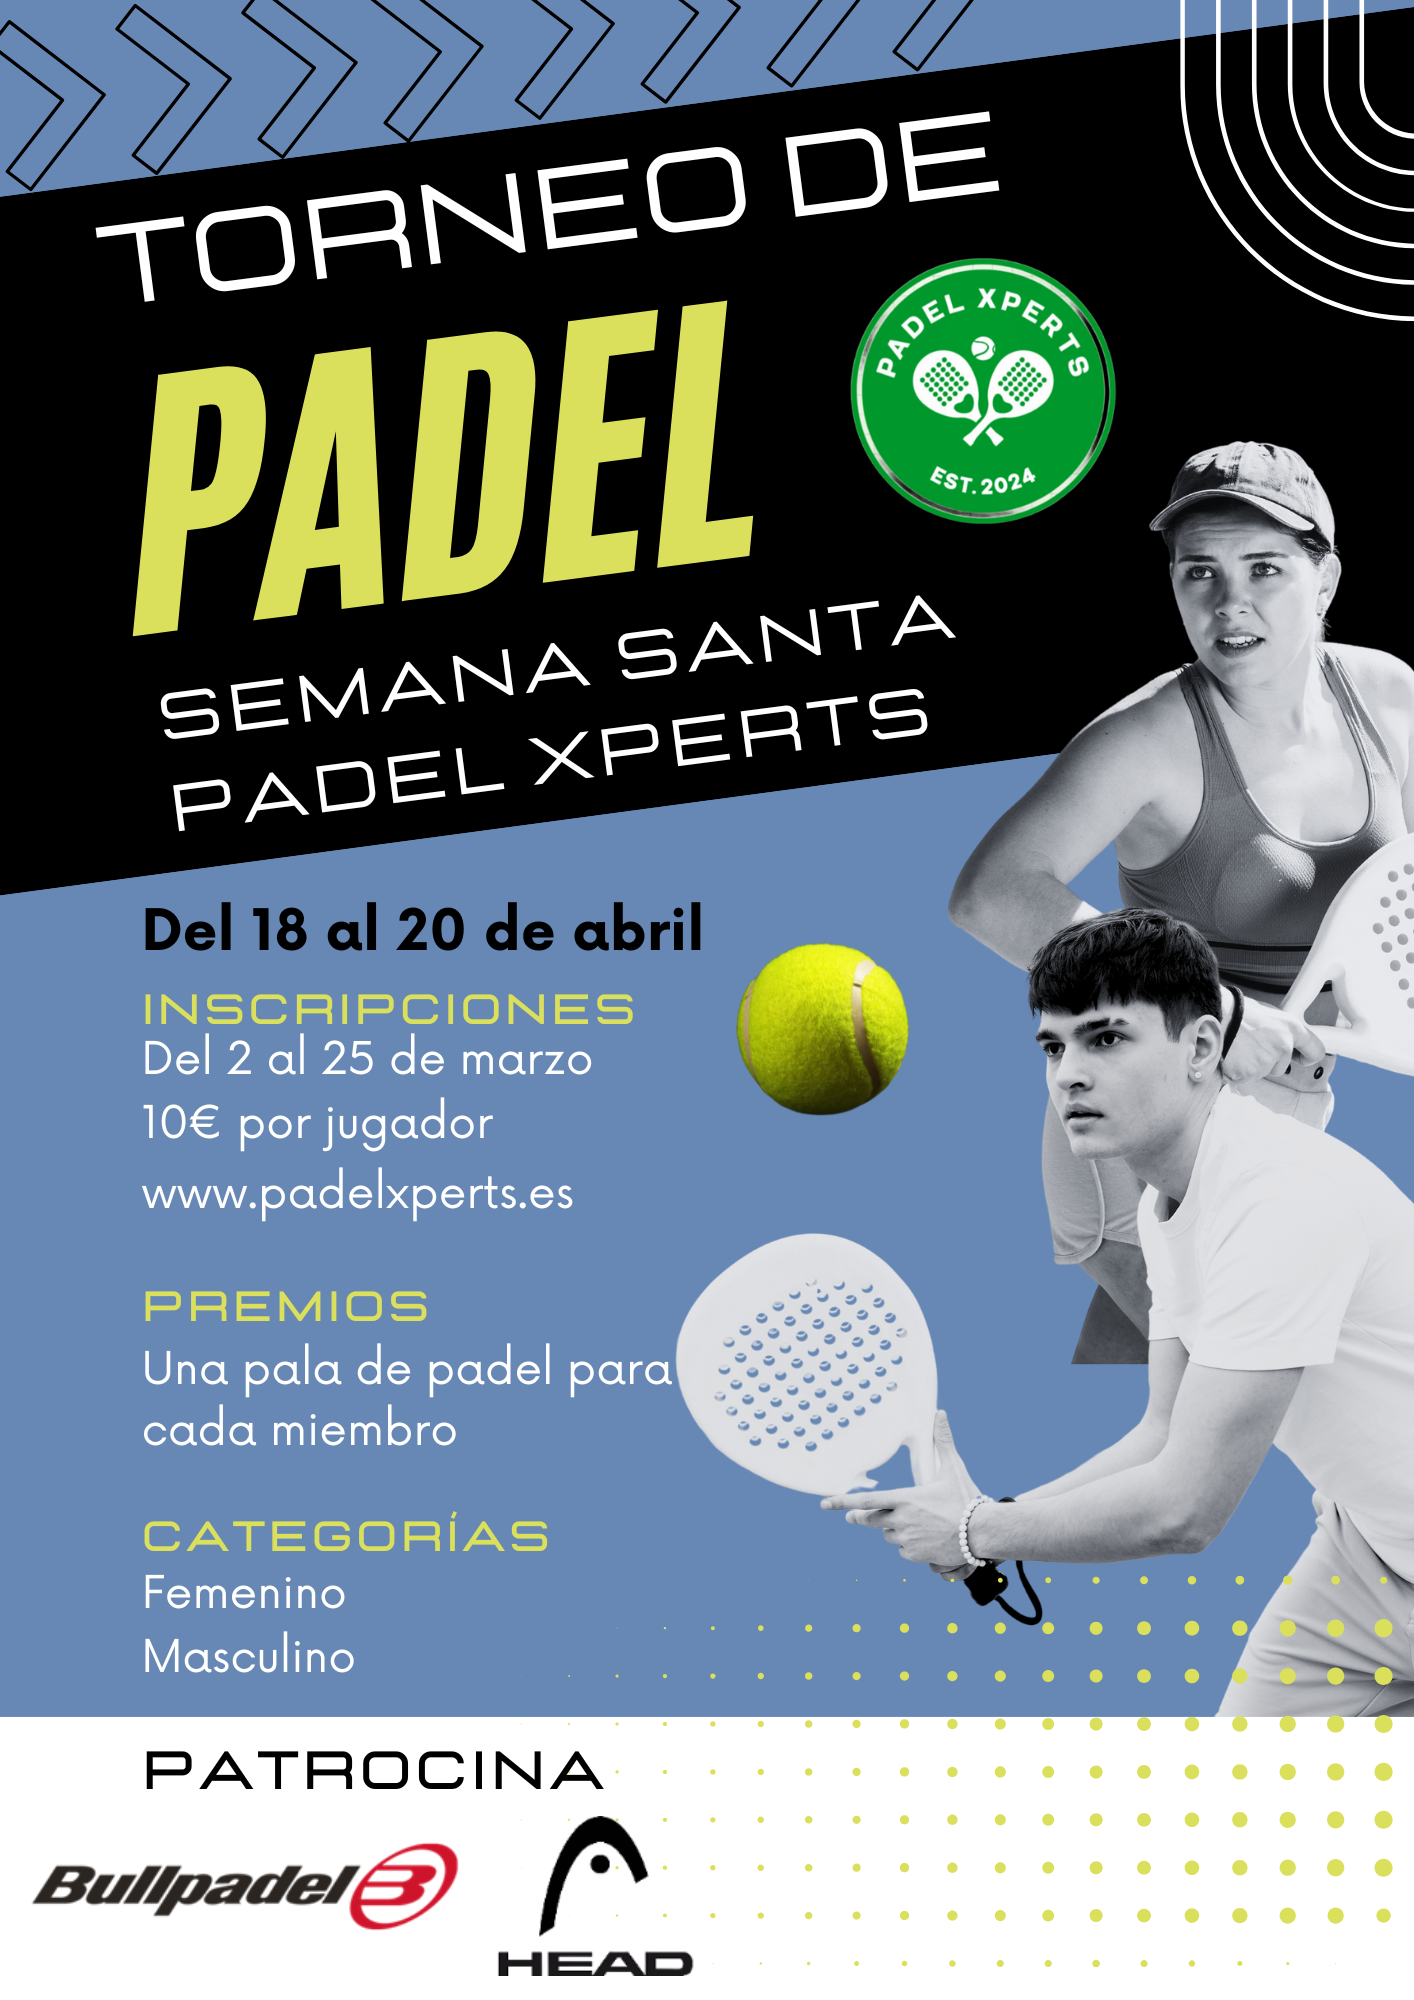 TORNEO DE
PADEL
PADEL XPERTS
EST. 2024
SEMANA SANTA
PADEL XPERTS
Del 18 al 20 de abril
INSCRIPCIONES
Del 2 al 25 de marzo
10€ por jugador
www.padelxperts.es
PREMIOS
Una pala de padel para
cada miembro
CATEGORÍAS
Femenino
Masculino
PATROCINA
Bullpadel
HEAD